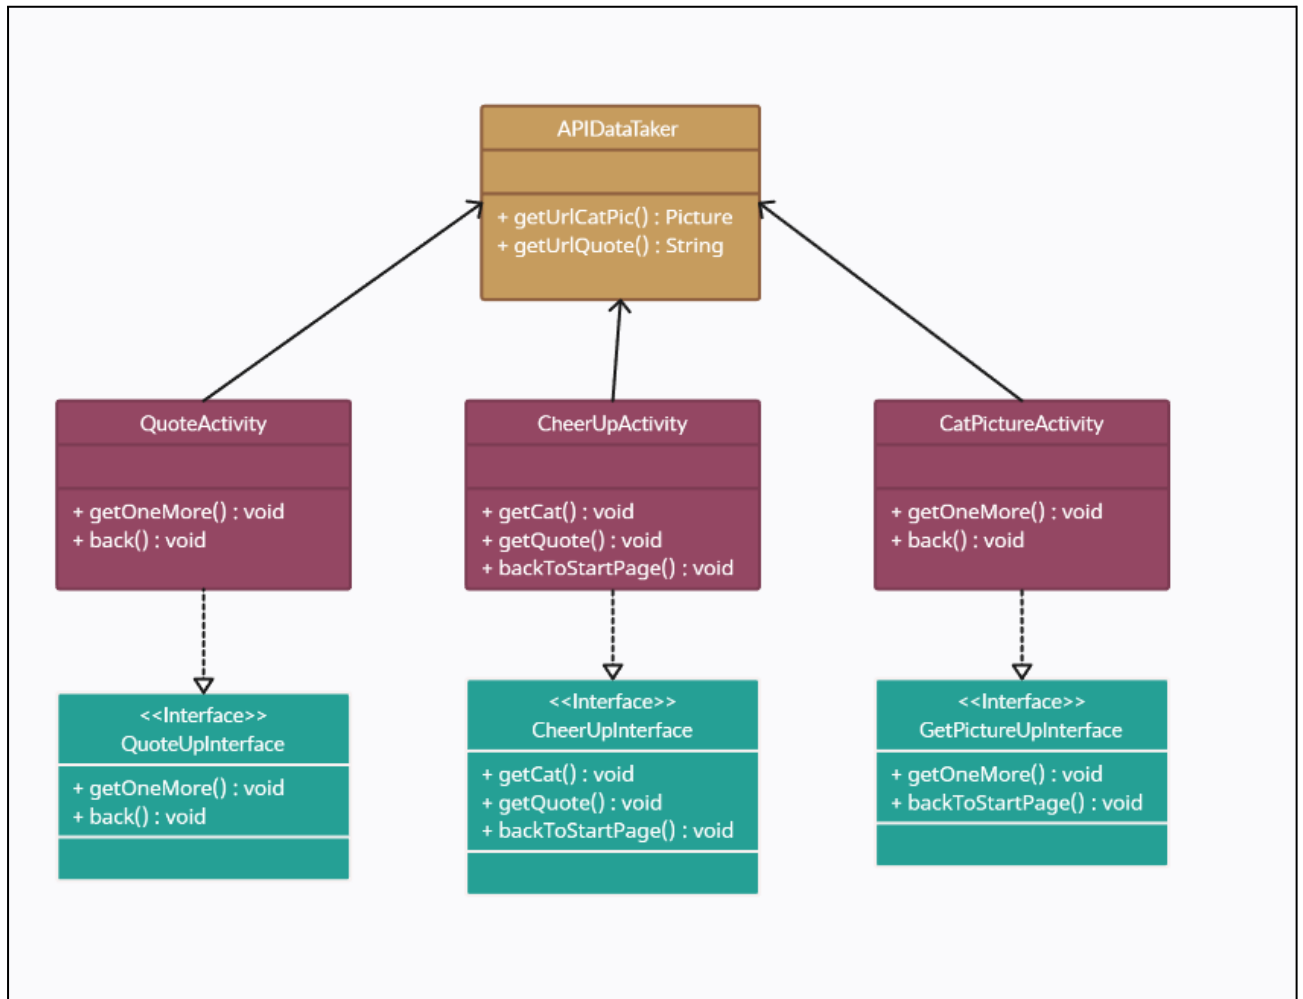 APIDataTaker
+ getUrlCatPic() : Picture
+ getUrlQuote() : String
QuoteActivity
+ getOneMore() : void
+ back() : void
CheerUpActivity
+ getCat() : void
+ getQuote() : void
+ backToStartPage() : void
CatPictureActivity
+ getOneMore() : void
+ back() : void
<<Interface>>
QuoteUpInterface
+ getOneMore() : void
+ back() : void
<<Interface>>
CheerUpInterface
+ getCat() : void
+ getQuote() : void
+ backToStartPage() : void
<<Interface>>
GetPictureUpInterface
+ getOneMore() : void
+ backToStartPage() : void